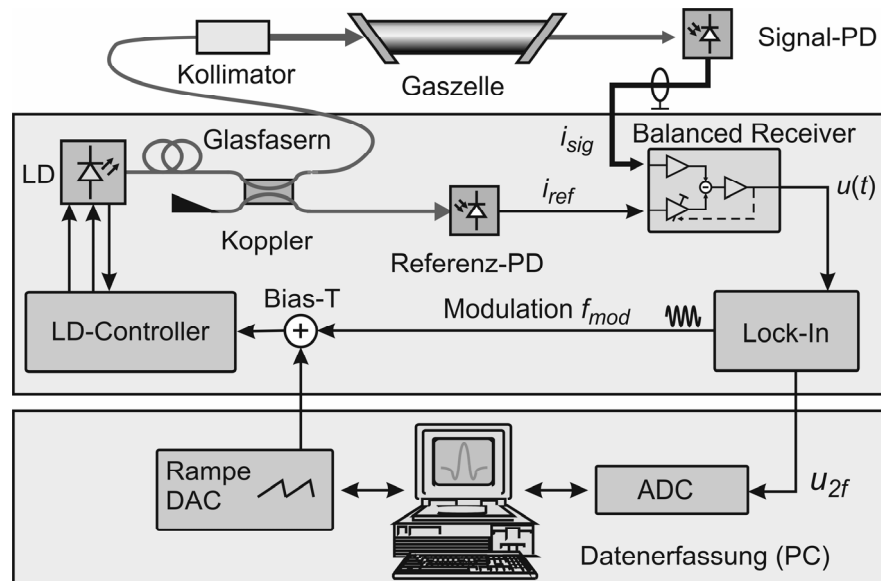 Kollimator
Gaszelle
Signal-PD
Glasfasern
LD
Koppler
i_sig
Balanced Receiver
i_ref
u(t)
Referenz-PD
Bias-T
LD-Controller
Modulation f_mod
Lock-In
Rampe
DAC
ADC
u_2f
Datenerfassung (PC)